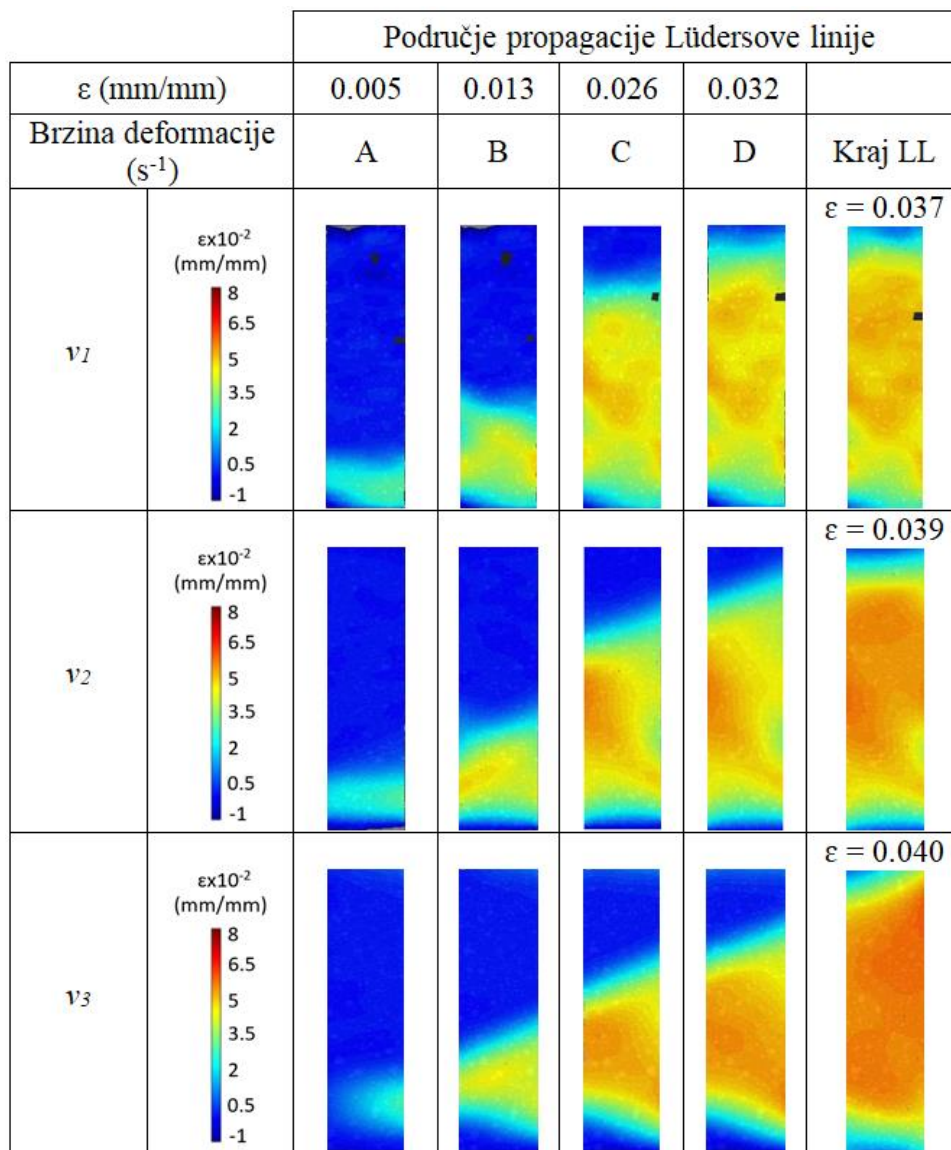 Područje propagacije Lüdersove linije
ε (mm/mm) 0.005 0.013 0.026 0.032
Brzina deformacije
(s⁻¹)
A B C D Kraj LL
v₁
εx10⁻²
(mm/mm)
8
6.5
5
3.5
2
0.5
-1
ε = 0.037
v₂
εx10⁻²
(mm/mm)
8
6.5
5
3.5
2
0.5
-1
ε = 0.039
v₃
εx10⁻²
(mm/mm)
8
6.5
5
3.5
2
0.5
-1
ε = 0.040